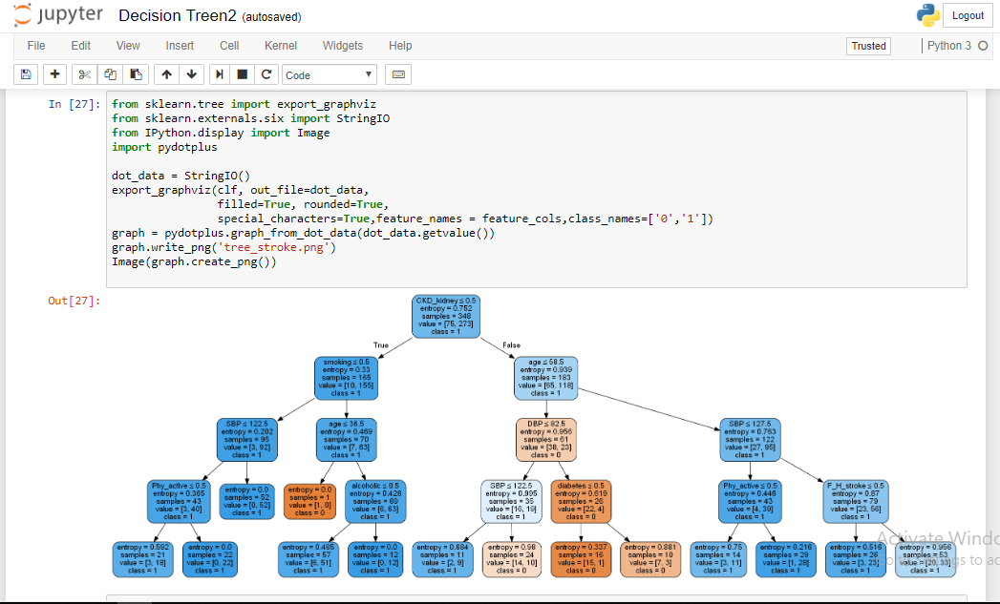 jupyter Decision Treen2 (autosaved)
Logout
File Edit View Insert Cell Kernel Widgets Help
Trusted
Python 3
Code
In [27]:
from sklearn.tree import export_graphviz
from sklearn.externals.six import StringIO
from IPython.display import Image
import pydotplus
dot_data = StringIO()
export_graphviz(clf, out_file=dot_data,
filled=True, rounded=True,
special_characters=True,feature_names = feature_cols,class_names=['0','1'])
graph = pydotplus.graph_from_dot_data(dot_data.getvalue())
graph.write_png('tree_stroke.png')
Image(graph.create_png())
Out[27]:
CKD_kidney ≤ 0.5
entropy = 0.752
samples = 348
value = [75, 273]
class = 1
True
False
smoking ≤ 0.5
entropy = 0.33
samples = 165
value = [10, 155]
class = 1
age ≤ 58.5
entropy = 0.939
samples = 183
value = [65, 118]
class = 1
SBP ≤ 122.5
entropy = 0.202
samples = 95
value = [3, 92]
class = 1
age ≤ 36.5
entropy = 0.469
samples = 70
value = [7, 63]
class = 1
DBP ≤ 82.5
entropy = 0.956
samples = 61
value = [38, 23]
class = 0
SBP ≤ 127.5
entropy = 0.763
samples = 122
value = [27, 95]
class = 1
Phy_active ≤ 0.5
entropy = 0.365
samples = 43
value = [3, 40]
class = 1
entropy = 0.0
samples = 52
value = [0, 52]
class = 1
entropy = 0.0
samples = 1
value = [1, 0]
class = 0
alcoholic ≤ 0.5
entropy = 0.426
samples = 69
value = [6, 63]
class = 1
SBP ≤ 122.5
entropy = 0.995
samples = 35
value = [16, 19]
class = 1
diabetes ≤ 0.5
entropy = 0.619
samples = 26
value = [22, 4]
class = 0
Phy_active ≤ 0.5
entropy = 0.446
samples = 43
value = [4, 39]
class = 1
F_H_stroke ≤ 0.5
entropy = 0.87
samples = 79
value = [23, 56]
class = 1
entropy = 0.592
samples = 21
value = [3, 18]
class = 1
entropy = 0.0
samples = 22
value = [0, 22]
class = 1
entropy = 0.485
samples = 57
value = [6, 51]
class = 1
entropy = 0.0
samples = 12
value = [0, 12]
class = 1
entropy = 0.684
samples = 11
value = [2, 9]
class = 1
entropy = 0.98
samples = 24
value = [14, 10]
class = 0
entropy = 0.337
samples = 16
value = [15, 1]
class = 0
entropy = 0.881
samples = 10
value = [7, 3]
class = 0
entropy = 0.75
samples = 14
value = [3, 11]
class = 1
entropy = 0.216
samples = 29
value = [1, 28]
class = 1
entropy = 0.516
samples = 26
value = [3, 23]
class = 1
entropy = 0.956
samples = 53
value = [20, 33]
class = 1
Activate Windo